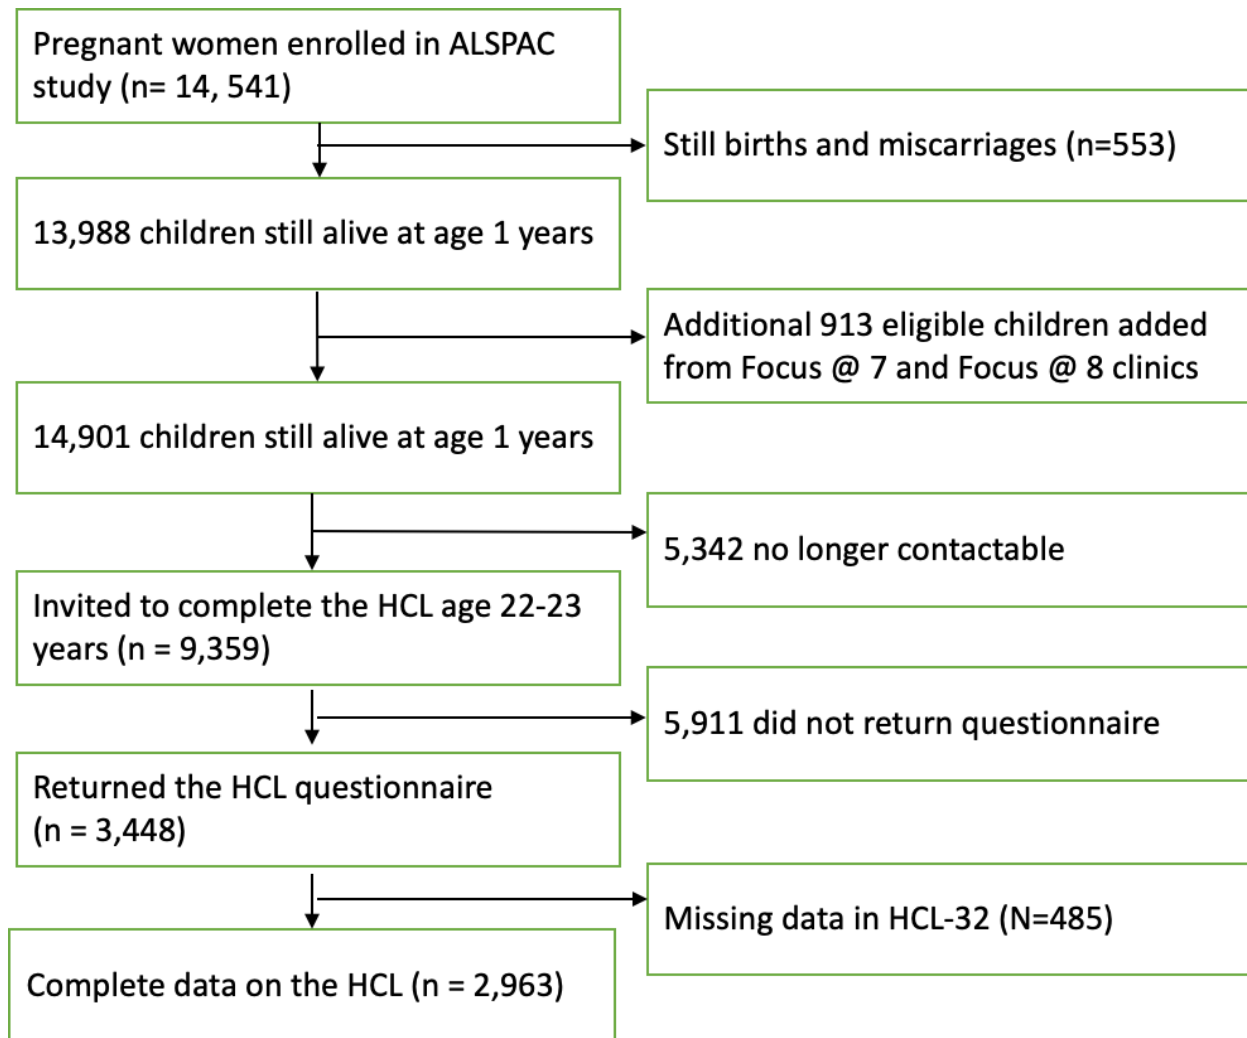 Pregnant women enrolled in ALSPAC
study (n= 14, 541)
Still births and miscarriages (n=553)
13,988 children still alive at age 1 years
Additional 913 eligible children added
from Focus @ 7 and Focus @ 8 clinics
14,901 children still alive at age 1 years
5,342 no longer contactable
Invited to complete the HCL age 22-23
years (n = 9,359)
5,911 did not return questionnaire
Returned the HCL questionnaire
(n = 3,448)
Missing data in HCL-32 (N=485)
Complete data on the HCL (n = 2,963)